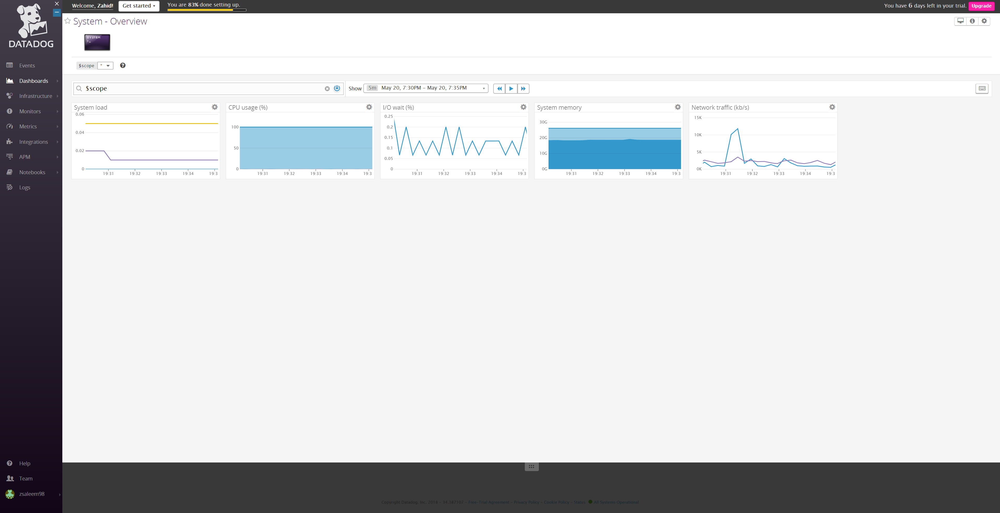 Welcome, Zahid!
Get started
You are 83% done setting up.
You have 6 days left in your trial. Upgrade
DATADOG
Events
Dashboards
Infrastructure
Monitors
Metrics
Integrations
APM
Notebooks
Logs
Help
Team
zsaleem98
System - Overview
SYSTEM
>_
$scope *
$scope
Show 5m May 20, 7:30PM - May 20, 7:35PM
System load
0.06
0.04
0.02
0
19:31 19:32 19:33 19:34 19:3
CPU usage (%)
100
50
0
19:31 19:32 19:33 19:34 19:3
I/O wait (%)
0.25
0.2
0.15
0.1
0.05
0
19:31 19:32 19:33 19:34 19:3
System memory
30G
20G
10G
0G
19:31 19:32 19:33 19:34 19:3
Network traffic (kb/s)
15K
10K
5K
0K
19:31 19:32 19:33 19:34 19:3
Copyright Datadog, Inc. 2018 - 34.387107 - Free-Trial Agreement - Privacy Policy - Cookie Policy - Status All Systems Operational